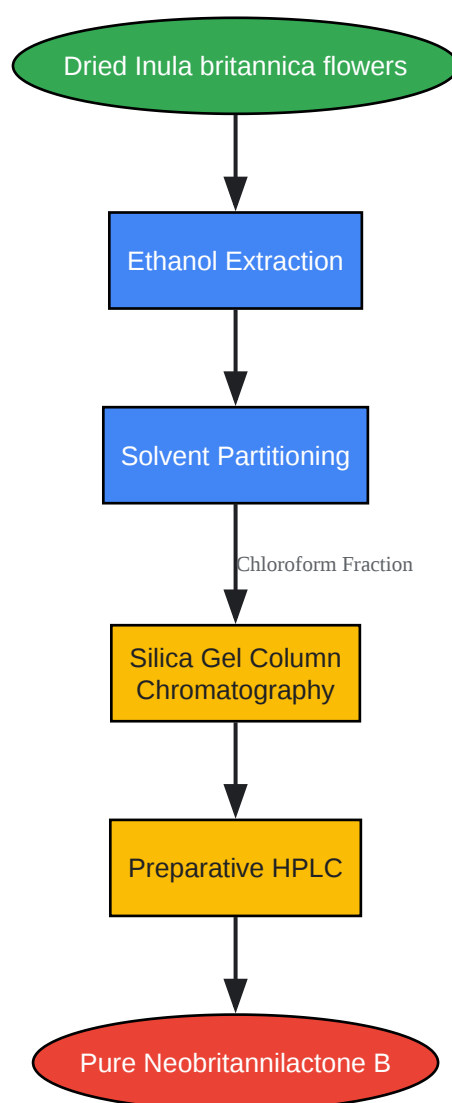 Dried Inula britannica flowers
Ethanol Extraction
Solvent Partitioning
Chloroform Fraction
Silica Gel Column
Chromatography
Preparative HPLC
Pure Neobritannilactone B